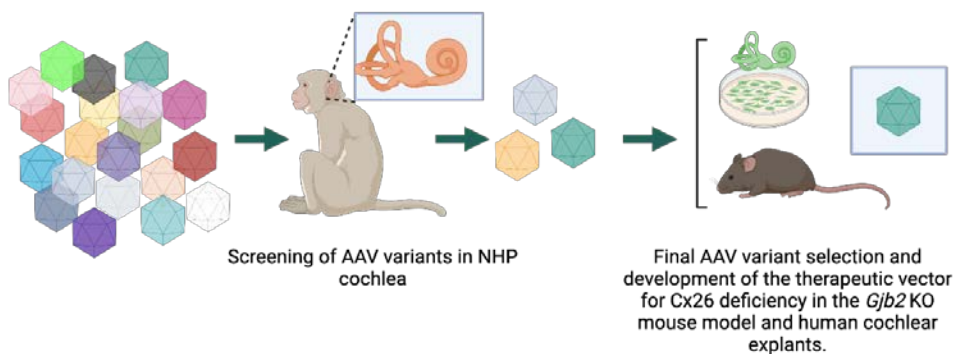 Screening of AAV variants in NHP
cochlea
Final AAV variant selection and
development of the therapeutic vector
for Cx26 deficiency in the Gjb2 KO
mouse model and human cochlear
explants.